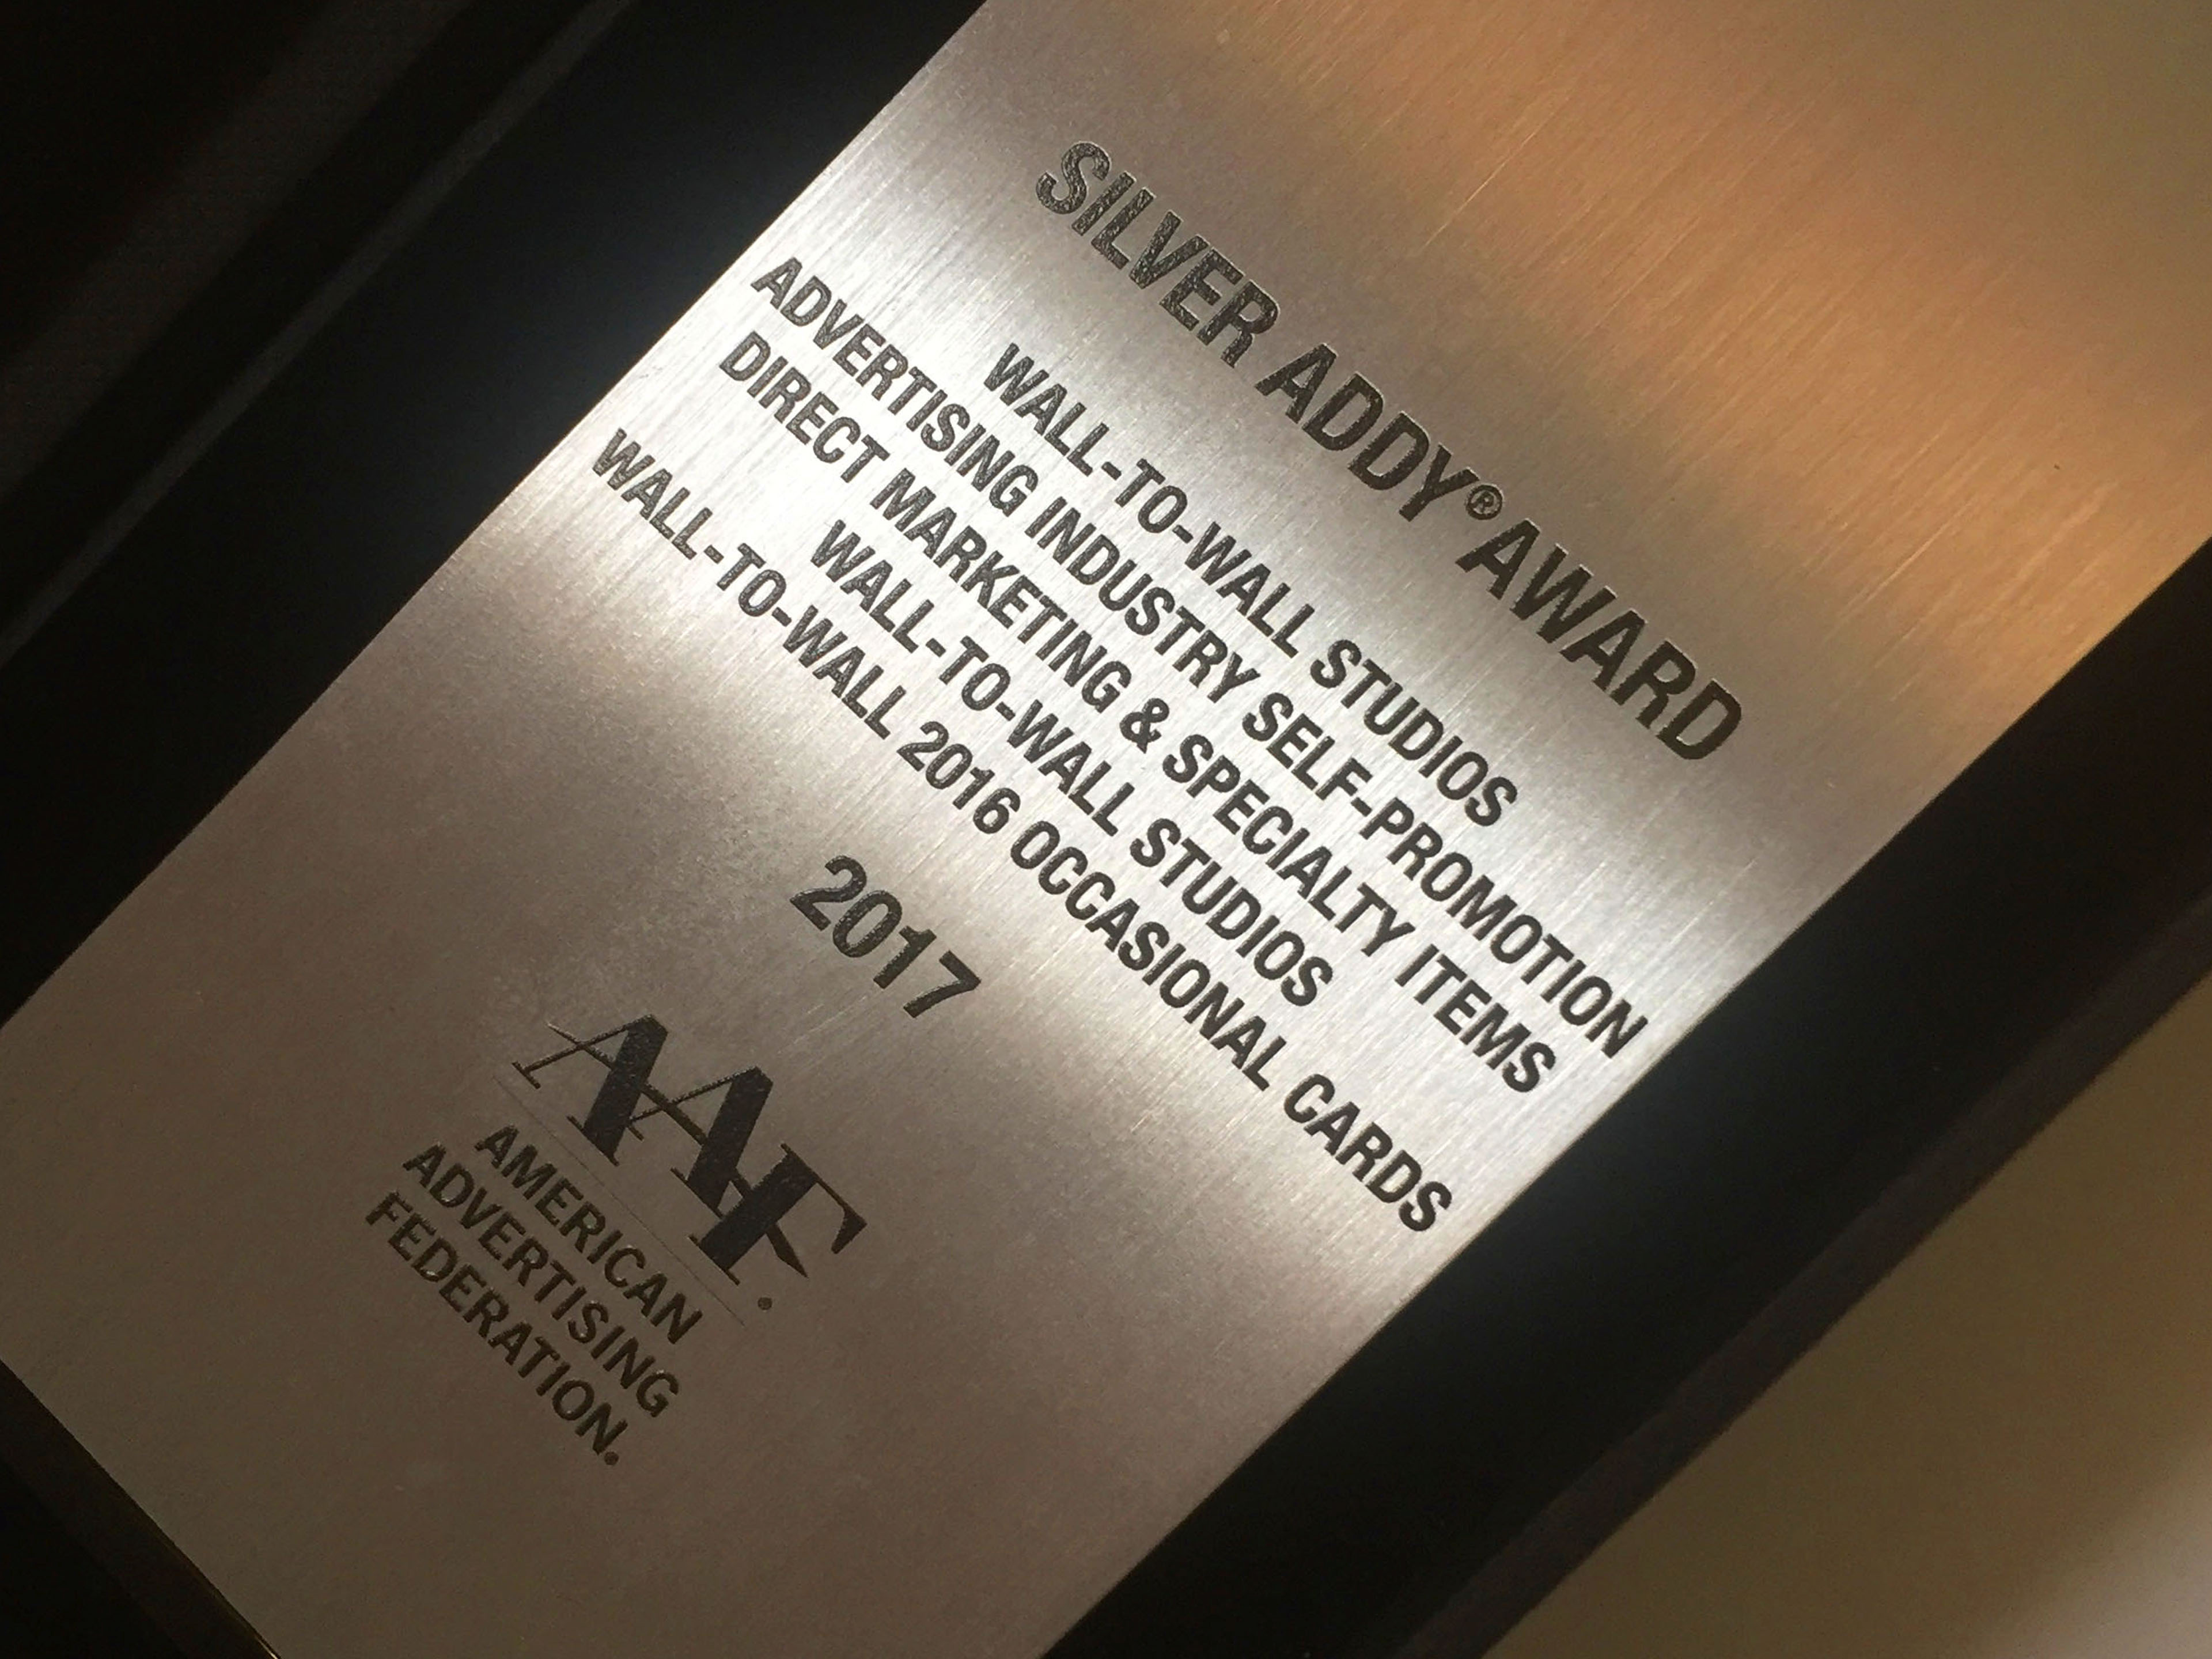 SILVER ADDY® AWARD
WALL-TO-WALL STUDIOS
ADVERTISING INDUSTRY SELF-PROMOTION
DIRECT MARKETING & SPECIALTY ITEMS
WALL-TO-WALL STUDIOS
WALL-TO-WALL 2016 OCCASIONAL CARDS
2017
AAF
AMERICAN
ADVERTISING
FEDERATION.